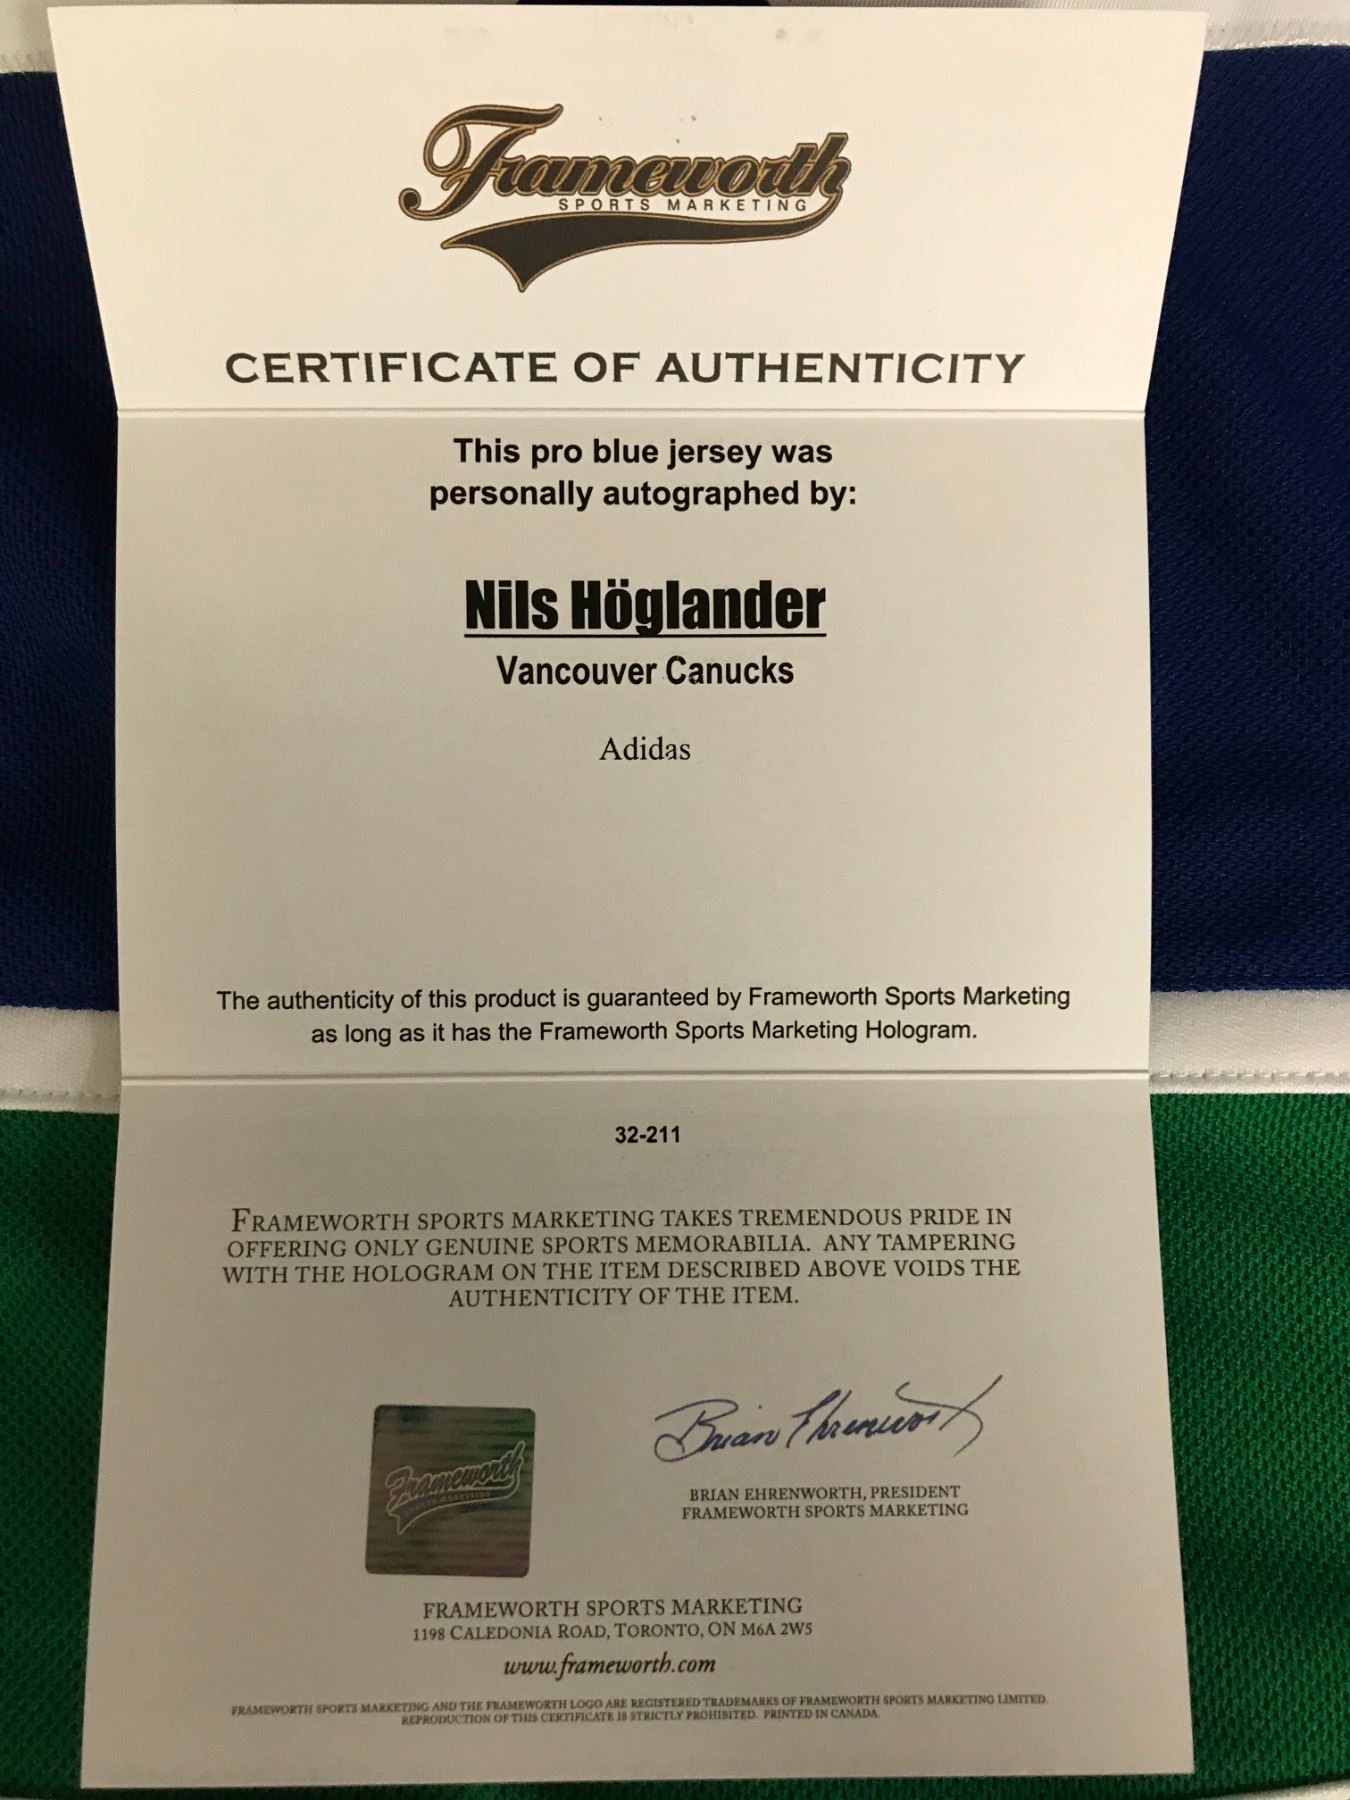 Frameworth
SPORTS MARKETING
CERTIFICATE OF AUTHENTICITY
This pro blue jersey was
personally autographed by:
Nils Höglander
Vancouver Canucks
Adidas
The authenticity of this product is guaranteed by Frameworth Sports Marketing
as long as it has the Frameworth Sports Marketing Hologram.
32-211
FRAMEWORTH SPORTS MARKETING TAKES TREMENDOUS PRIDE IN
OFFERING ONLY GENUINE SPORTS MEMORABILIA. ANY TAMPERING
WITH THE HOLOGRAM ON THE ITEM DESCRIBED ABOVE VOIDS THE
AUTHENTICITY OF THE ITEM.
Frameworth
SPORTS MARKETING
Brian Ehrenworth
BRIAN EHRENWORTH, PRESIDENT
FRAMEWORTH SPORTS MARKETING
FRAMEWORTH SPORTS MARKETING
1198 CALEDONIA ROAD, TORONTO, ON M6A 2W5
www.frameworth.com
FRAMEWORTH SPORTS MARKETING AND THE FRAMEWORTH LOGO ARE REGISTERED TRADEMARKS OF FRAMEWORTH SPORTS MARKETING LIMITED.
REPRODUCTION OF THIS CERTIFICATE IS STRICTLY PROHIBITED. PRINTED IN CANADA.